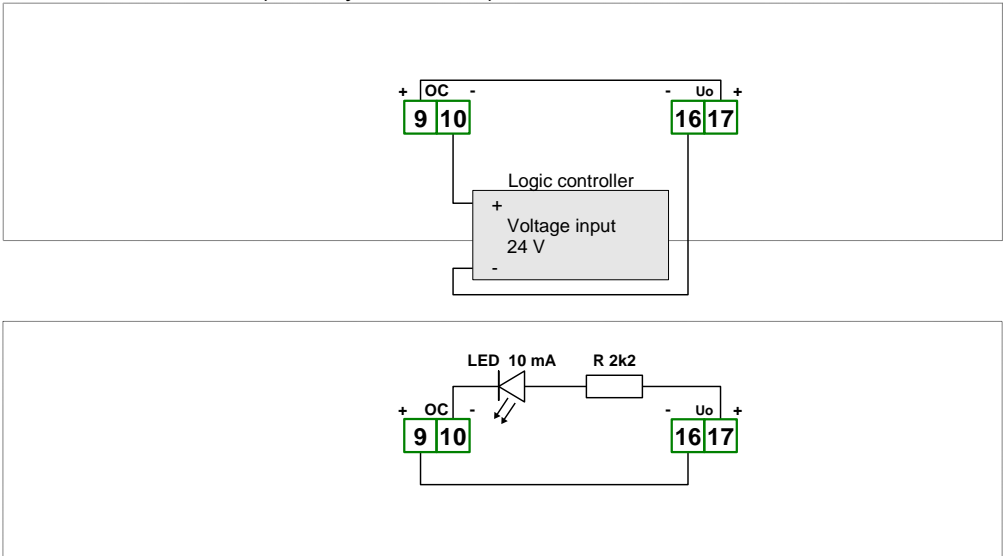 + OC - - Uo +
9 10 16 17
Logic controller
+
Voltage input
24 V
-
LED 10 mA R 2k2
+ OC - - Uo +
9 10 16 17